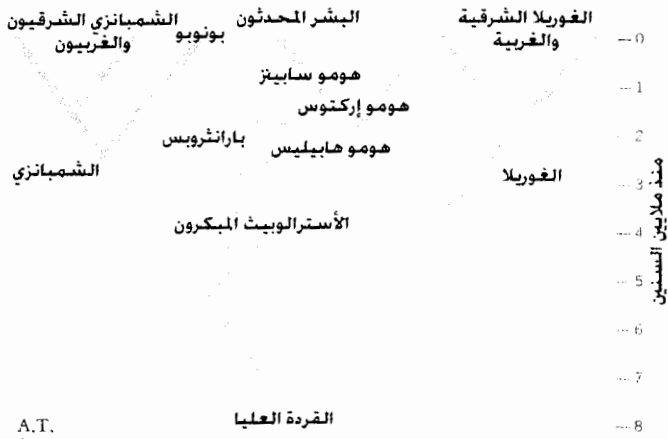 الغوريلا الشرقية
والغربية
البشر المحدثون
بونوبو
الشمبانزي الشرقيون
والغربيون
هومو سابينز
هومو إركتوس
بارانثروبس
هومو هابيليس
الشمبانزي
الغوريلا
الأسترالوبيث المبكرون
القردة العليا
منذ ملايين السنين
0
1
2
3
4
5
6
7
8
A.T.